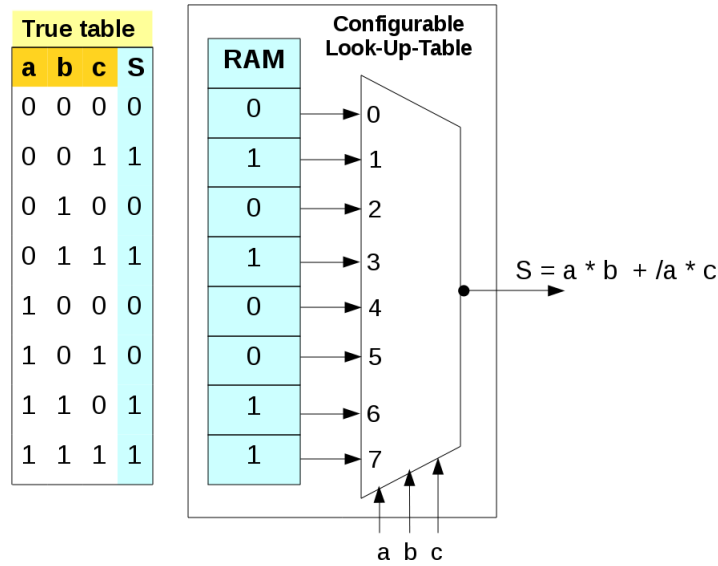 True table
a b c S
0 0 0 0
0 0 1 1
0 1 0 0
0 1 1 1
1 0 0 0
1 0 1 0
1 1 0 1
1 1 1 1
Configurable
Look-Up-Table
RAM
0 0
1 1
0 2
1 3
0 4
0 5
1 6
1 7
S = a * b + /a * c
a b c